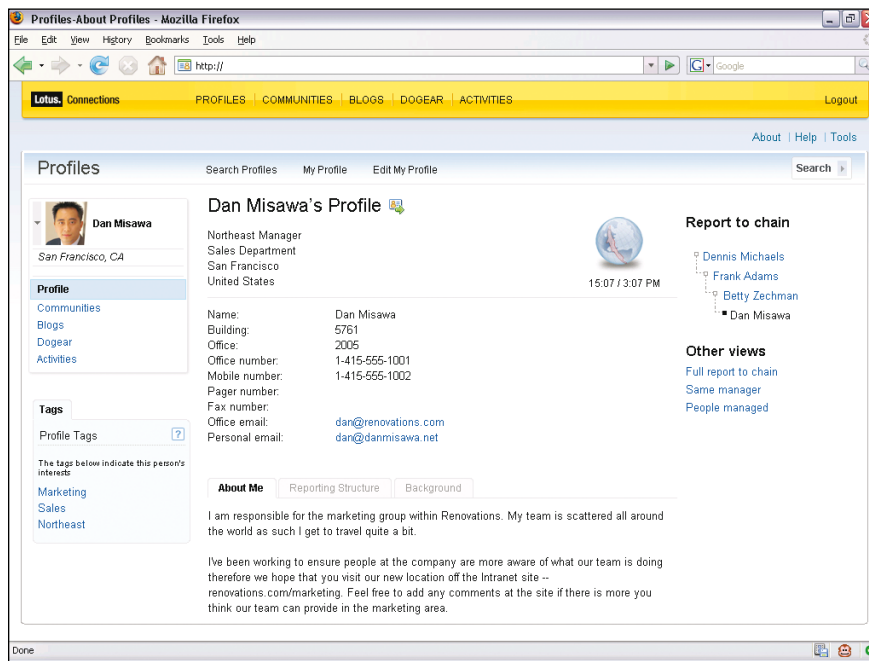 Profiles-About Profiles - Mozilla Firefox
File Edit View History Bookmarks Tools Help
http://
G Google
Lotus. Connections PROFILES COMMUNITIES BLOGS DOGEAR ACTIVITIES Logout
About | Help | Tools
Profiles Search Profiles My Profile Edit My Profile Search
Dan Misawa
San Francisco, CA
Profile
Communities
Blogs
Dogear
Activities
Tags
Profile Tags ?
The tags below indicate this person's
interests
Marketing
Sales
Northeast
Dan Misawa's Profile
Northeast Manager
Sales Department
San Francisco
United States
15:07 / 3:07 PM
Name: Dan Misawa
Building: 5761
Office: 2005
Office number: 1-415-555-1001
Mobile number: 1-415-555-1002
Pager number:
Fax number:
Office email: dan@renovations.com
Personal email: dan@danmisawa.net
About Me Reporting Structure Background
I am responsible for the marketing group within Renovations. My team is scattered all around
the world as such I get to travel quite a bit.
I've been working to ensure people at the company are more aware of what our team is doing
therefore we hope that you visit our new location off the Intranet site --
renovations.com/marketing. Feel free to add any comments at the site if there is more you
think our team can provide in the marketing area.
Report to chain
Dennis Michaels
Frank Adams
Betty Zechman
Dan Misawa
Other views
Full report to chain
Same manager
People managed
Done